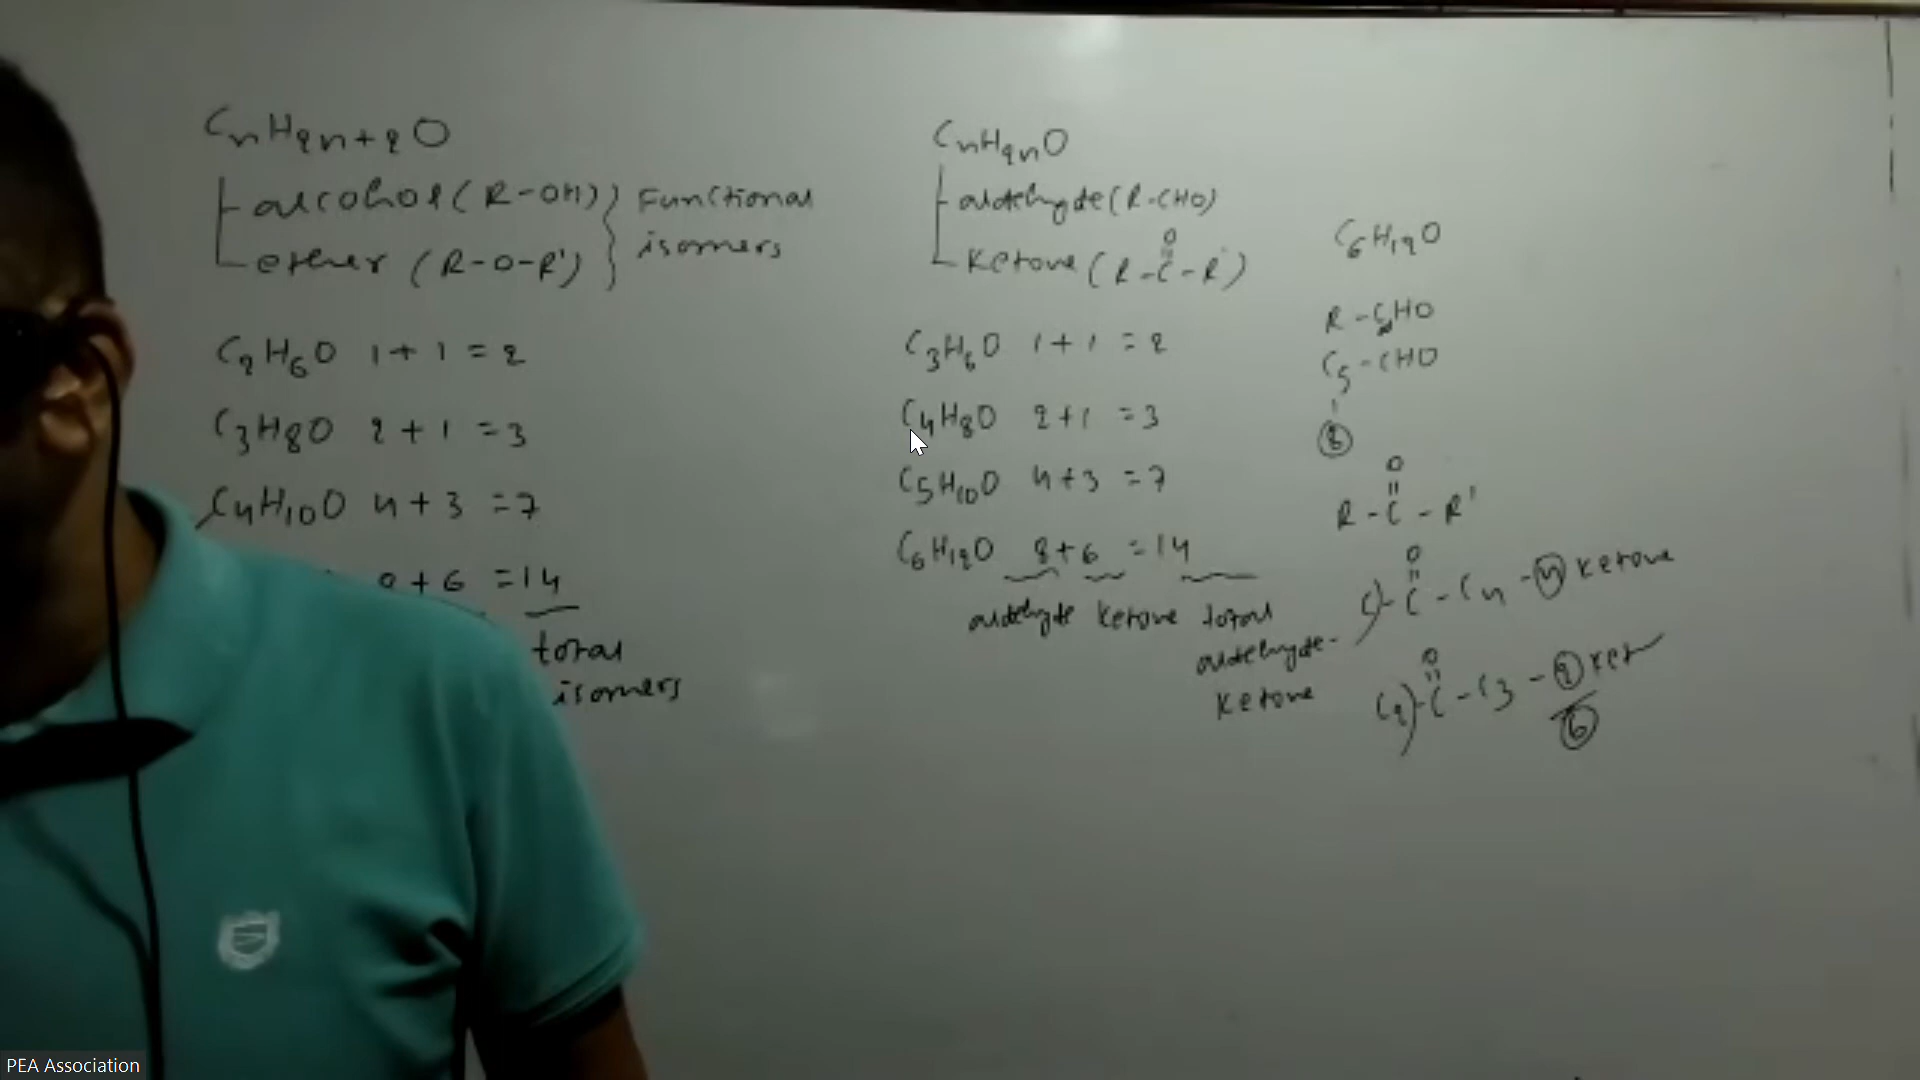 CnH2n+2O
alcohol (R-OH)
ether (R-O-R')
Functional
isomers
C2H6O 1+1=2
C3H8O 2+1=3
C4H10O 4+3=7
8+6=14
total
isomers
CnH2nO
aldehyde (R-CHO)
O
Ketone (R-C-R')
C3H6O 1+1=2
C4H8O 2+1=3
C5H10O 4+3=7
C6H12O 8+6=14
aldehyde ketone total
aldehyde-
ketone
C6H12O
R-CHO
C5-CHO
8
O
R-C-R'
O
C-C-C4-4 ketone
O
C2-C-C3-2 ket
6
PEA Association